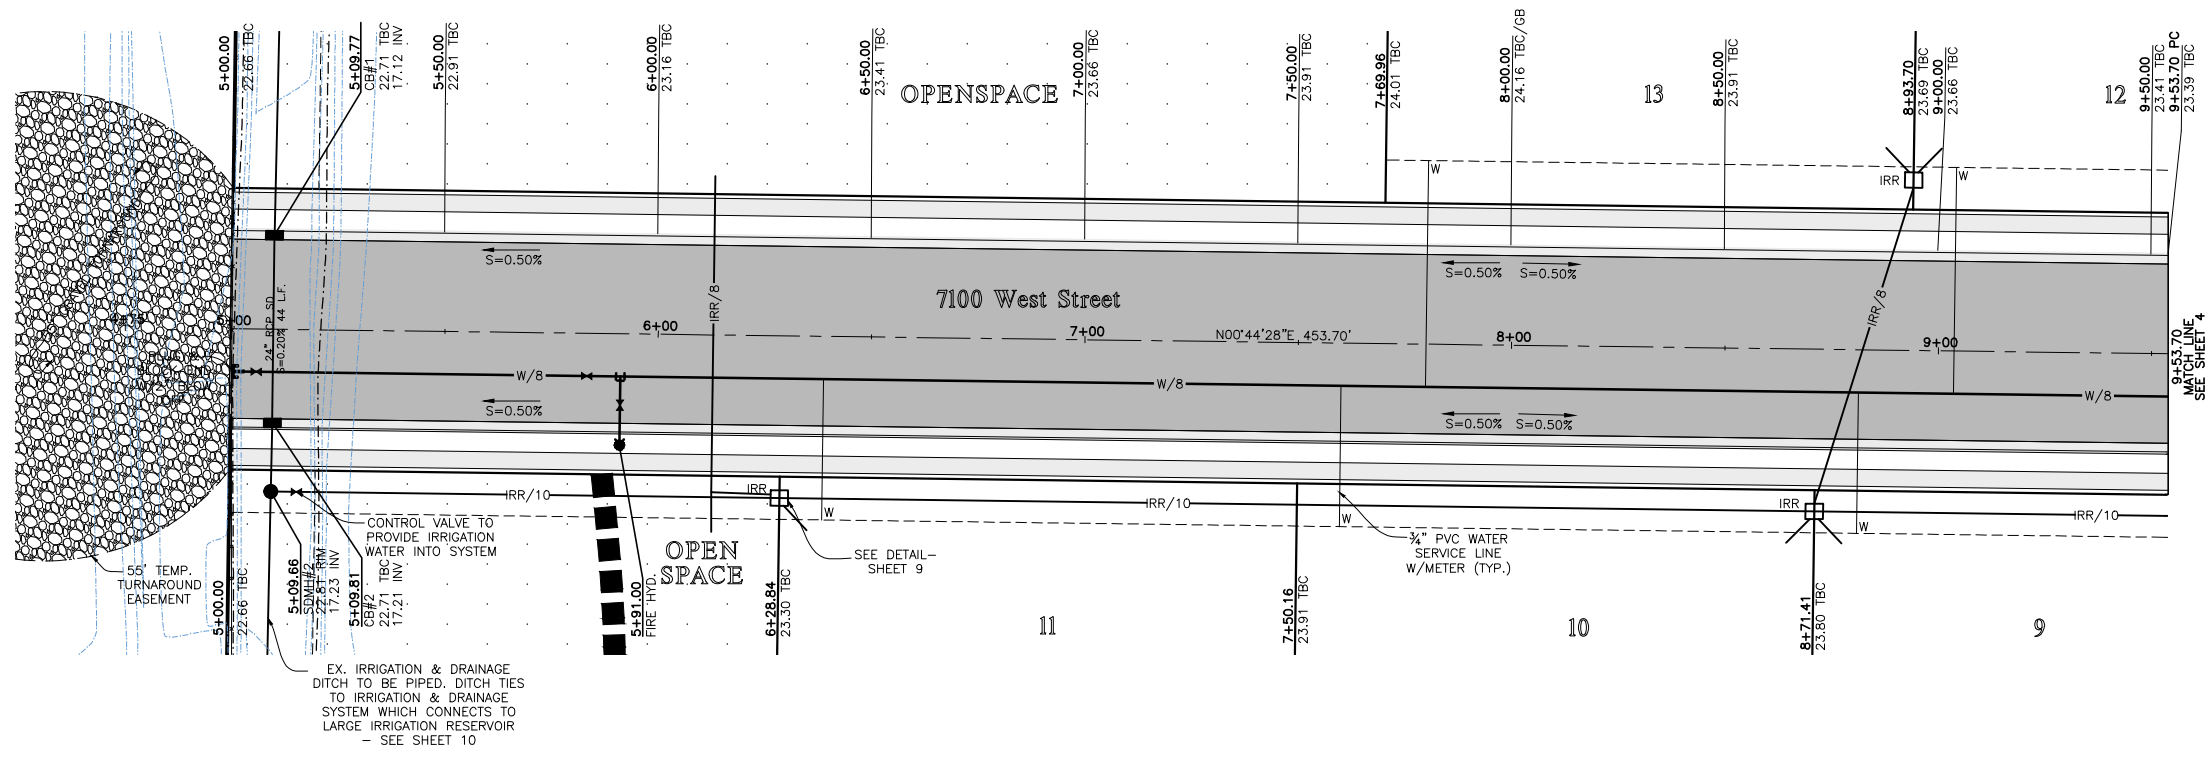 5+00.00
22.66 TBC
5+09.77
CB#1
22.71 TBC
17.12 INV
5+50.00
22.91 TBC
6+00.00
23.16 TBC
6+50.00
23.41 TBC
OPENSPACE
7+00.00
23.66 TBC
7+50.00
23.91 TBC
7+69.96
24.01 TBC
8+00.00
24.16 TBC/GB
13
8+50.00
23.91 TBC
8+93.70
23.69 TBC
9+00.00
23.66 TBC
12
9+50.00
23.41 TBC
9+53.70 PC
23.39 TBC
W
IRR
W
S=0.50%
S=0.50%
S=0.50%
24" RCP SD
S=0.20% 44 L.F.
IRR/8
7100 West Street
IRR/8
5+00
6+00
7+00
N00°44'28"E 453.70'
8+00
9+00
9+53.70
MATCH LINE
SEE SHEET 4
W/8
W/8
W/8
S=0.50%
S=0.50%
S=0.50%
IRR/10
IRR
IRR/10
IRR
IRR/10
W
W
W
CONTROL VALVE TO
PROVIDE IRRIGATION
WATER INTO SYSTEM
OPEN
SPACE
SEE DETAIL-
SHEET 9
¾" PVC WATER
SERVICE LINE
W/METER (TYP.)
55' TEMP.
TURNAROUND
EASEMENT
5+00.00
22.66 TBC
5+09.66
SDMH#2
22.81 RIM
17.23 INV
5+09.81
CB#2
22.71 TBC
17.21 INV
5+91.00
FIRE HYD.
6+28.84
23.30 TBC
11
7+50.16
23.91 TBC
10
8+71.41
23.80 TBC
9
EX. IRRIGATION & DRAINAGE
DITCH TO BE PIPED. DITCH TIES
TO IRRIGATION & DRAINAGE
SYSTEM WHICH CONNECTS TO
LARGE IRRIGATION RESERVOIR
- SEE SHEET 10